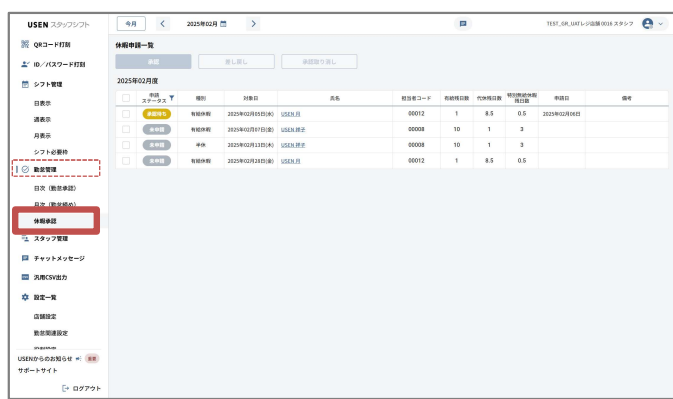 USEN スタッフシフト
今月
2025年02月
TEST_GR_UATレジ店舗 0016 スタシフ
QRコード打刻
ID／パスワード打刻
シフト管理
日表示
週表示
月表示
シフト必要枠
勤怠管理
日次（勤怠承認）
日次（勤怠締め）
休暇承認
スタッフ管理
チャットメッセージ
汎用CSV出力
設定一覧
店舗設定
勤怠関連設定
USENからのお知らせ 重要
サポートサイト
ログアウト
休暇申請一覧
承認 差し戻し 承認取り消し
2025年02月度
申請ステータス 種別 対象日 氏名 担当者コード 有給残日数 代休残日数 特別無給休暇残日数 申請日 備考
承認待ち 有給休暇 2025年02月05日(水) USEN 月 00012 1 8.5 0.5 2025年02月06日
未申請 有給休暇 2025年02月07日(金) USEN 祥子 00008 10 1 3
未申請 半休 2025年02月13日(木) USEN 祥子 00008 10 1 3
未申請 有給休暇 2025年02月28日(金) USEN 月 00012 1 8.5 0.5